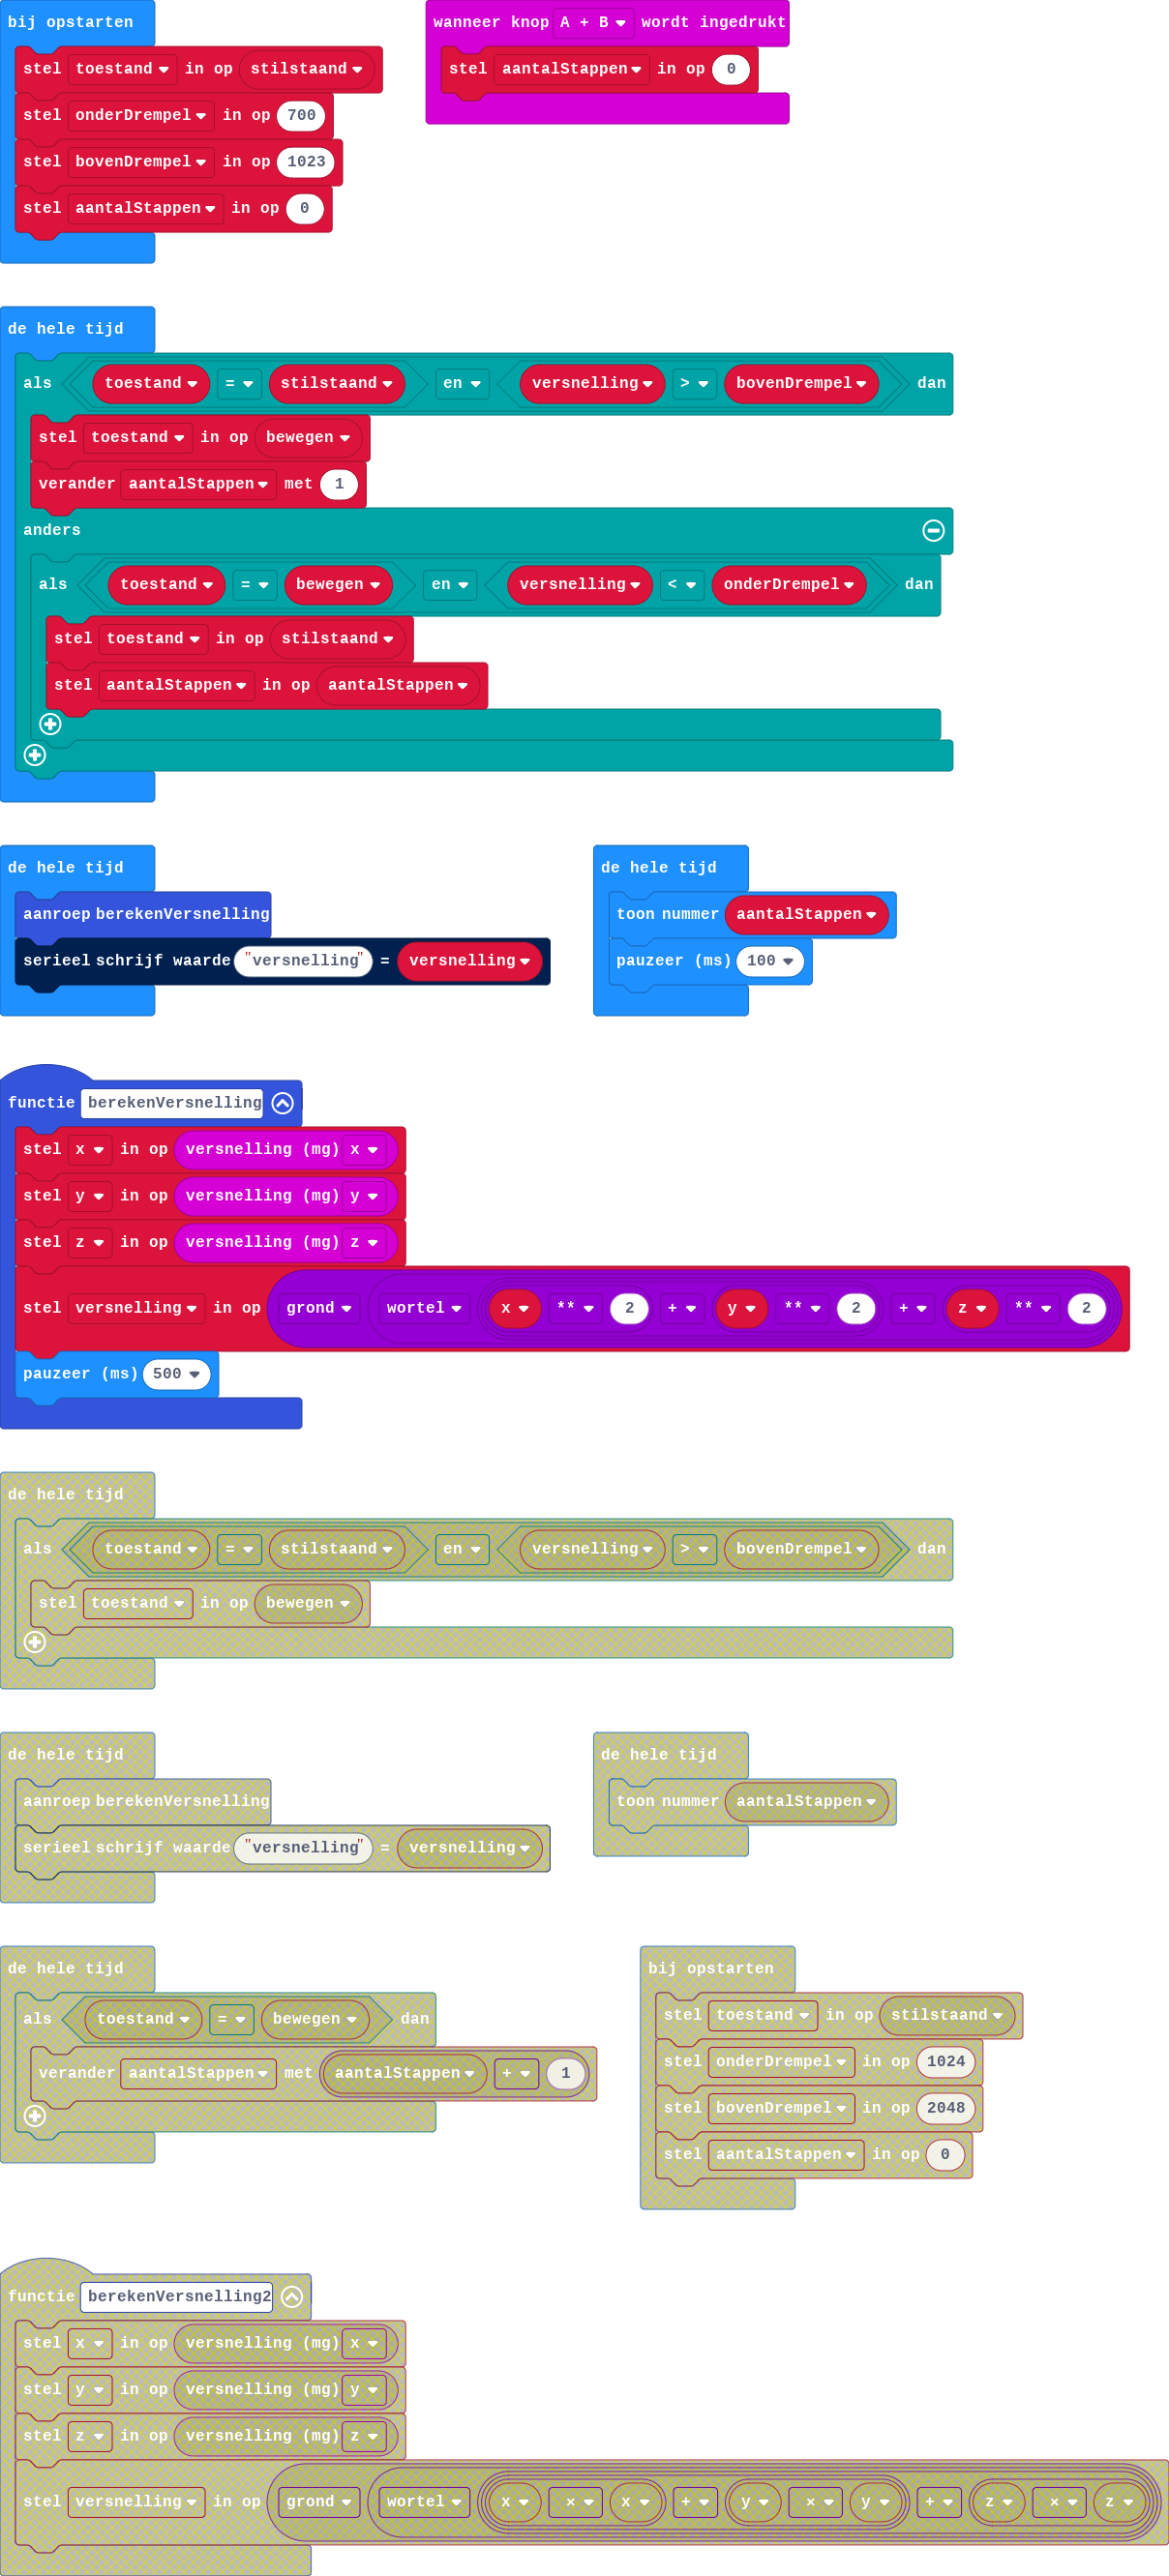 bij opstarten
stel toestand in op stilstaand
stel onderDrempel in op 700
stel bovenDrempel in op 1023
stel aantalStappen in op 0
wanneer knop A + B wordt ingedrukt
stel aantalStappen in op 0
de hele tijd
als toestand = stilstaand en versnelling > bovenDrempel dan
stel toestand in op bewegen
verander aantalStappen met 1
anders
als toestand = bewegen en versnelling < onderDrempel dan
stel toestand in op stilstaand
stel aantalStappen in op aantalStappen
de hele tijd
aanroep berekenVersnelling
serieel schrijf waarde "versnelling" = versnelling
de hele tijd
toon nummer aantalStappen
pauzeer (ms) 100
functie berekenVersnelling
stel x in op versnelling (mg) x
stel y in op versnelling (mg) y
stel z in op versnelling (mg) z
stel versnelling in op grond wortel x ** 2 + y ** 2 + z ** 2
pauzeer (ms) 500
de hele tijd
als toestand = stilstaand en versnelling > bovenDrempel dan
stel toestand in op bewegen
de hele tijd
aanroep berekenVersnelling
serieel schrijf waarde "versnelling" = versnelling
de hele tijd
toon nummer aantalStappen
de hele tijd
als toestand = bewegen dan
verander aantalStappen met aantalStappen + 1
bij opstarten
stel toestand in op stilstaand
stel onderDrempel in op 1024
stel bovenDrempel in op 2048
stel aantalStappen in op 0
functie berekenVersnelling2
stel x in op versnelling (mg) x
stel y in op versnelling (mg) y
stel z in op versnelling (mg) z
stel versnelling in op grond wortel x × x + y × y + z × z